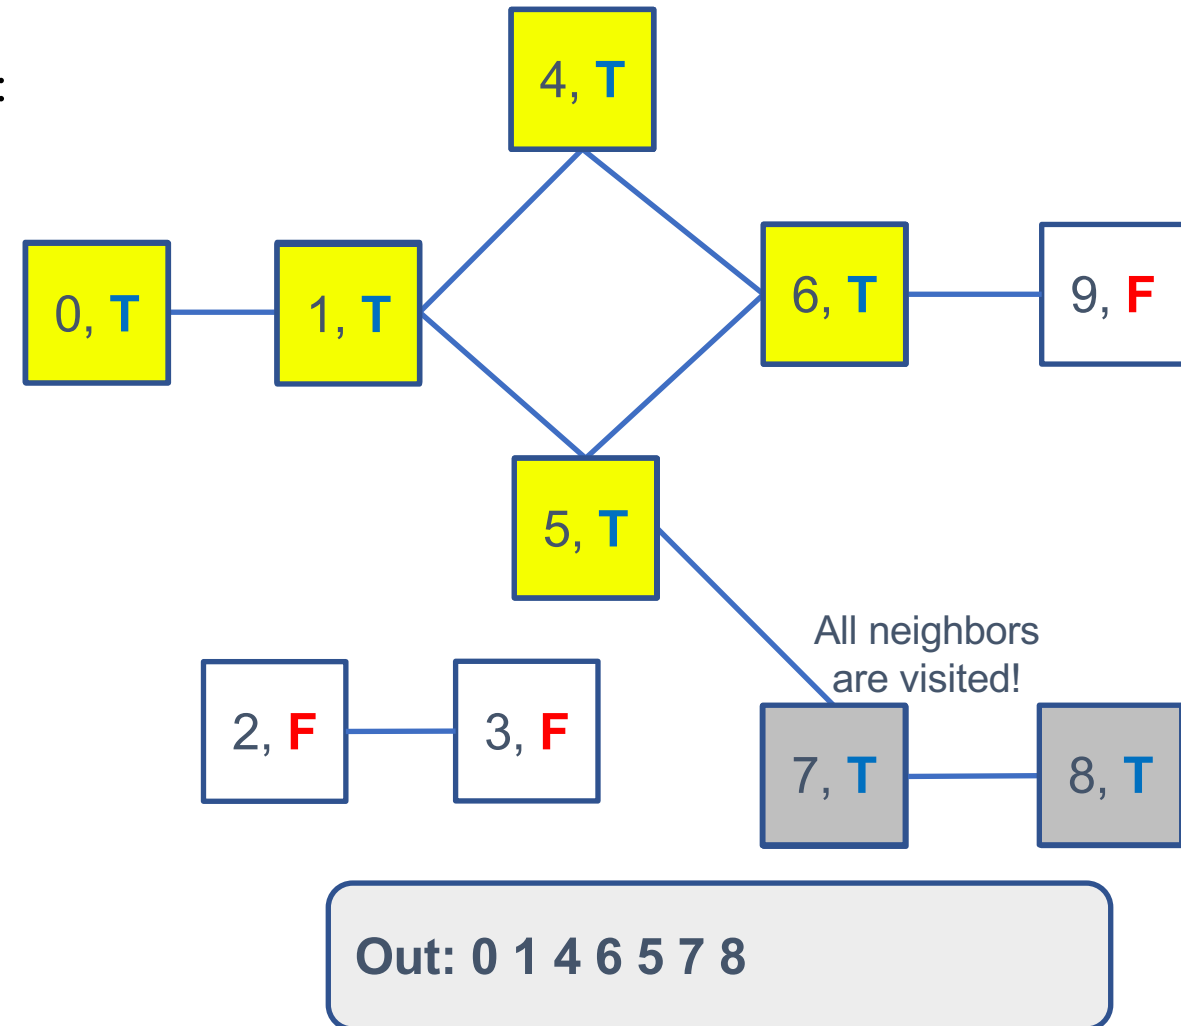 :
4, T
0, T
1, T
6, T
9, F
5, T
All neighbors
are visited!
2, F
3, F
7, T
8, T
Out: 0 1 4 6 5 7 8